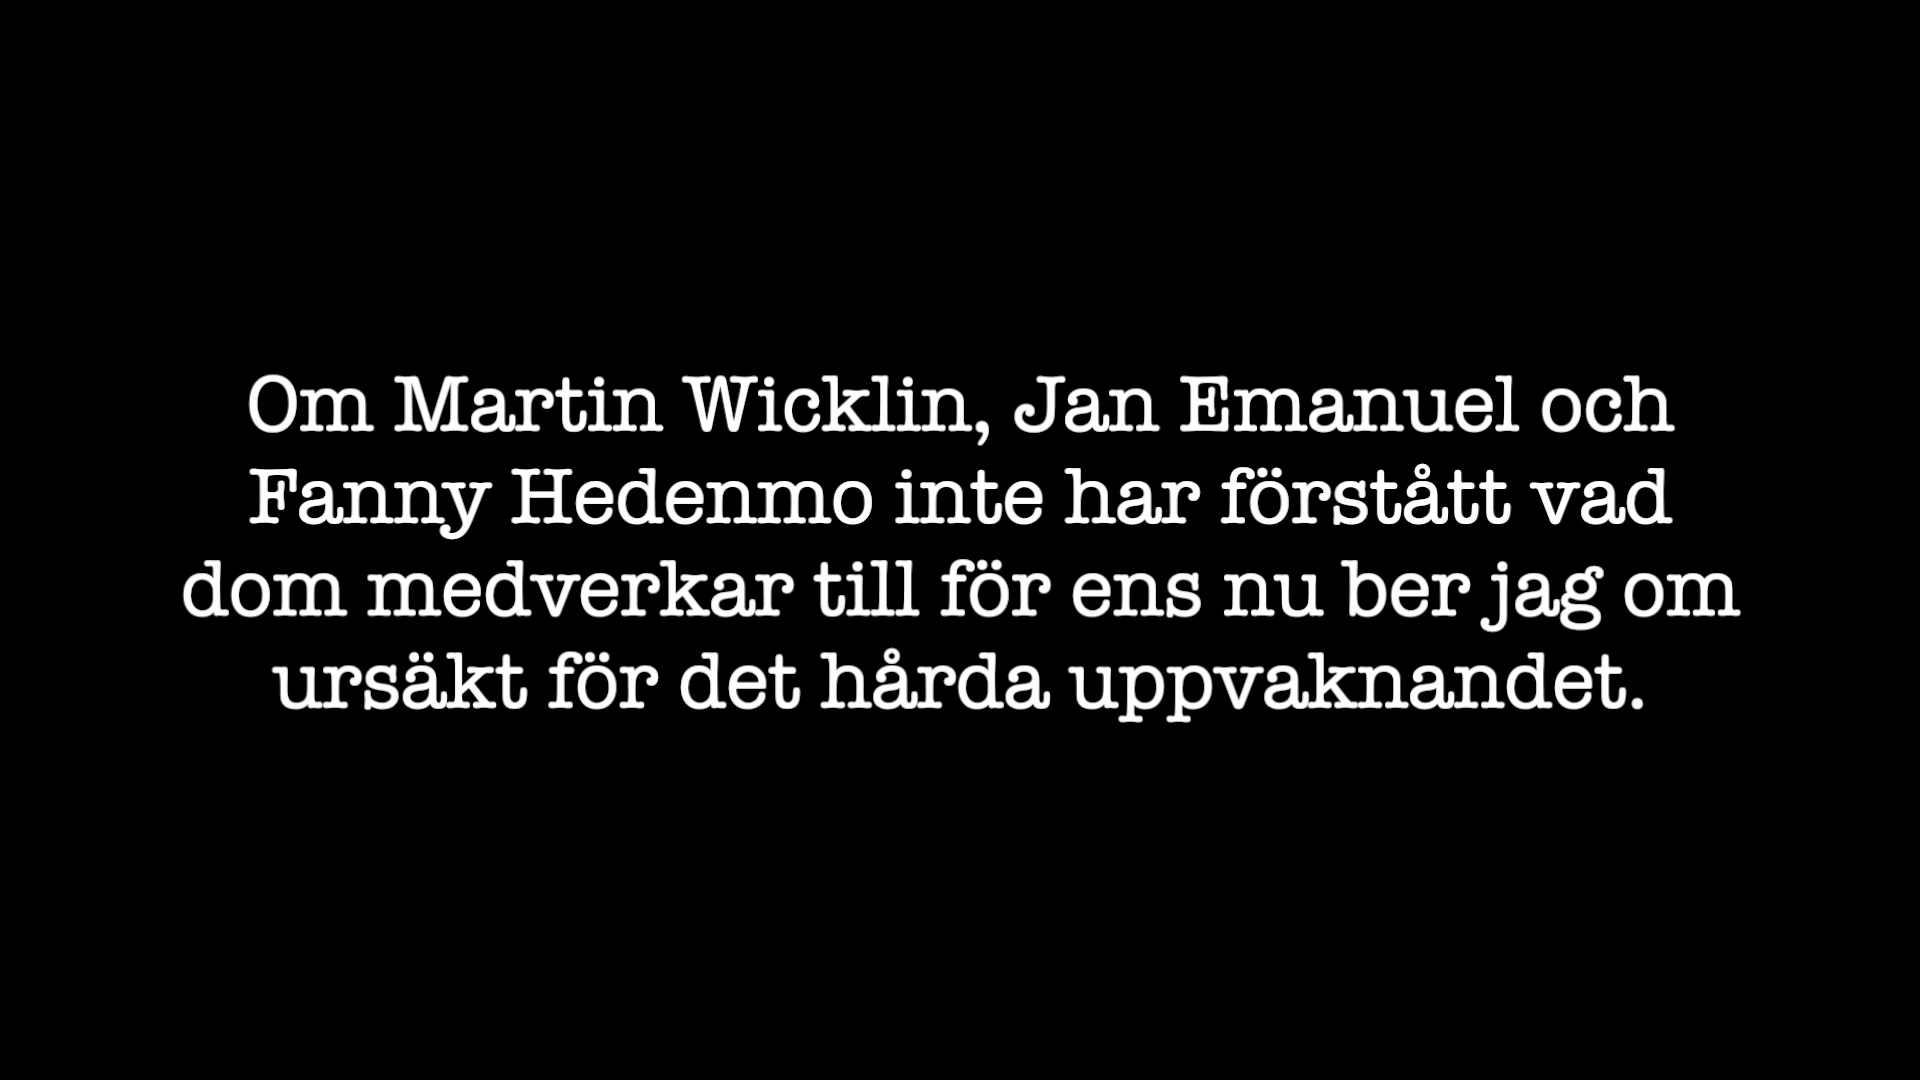 Om Martin Wicklin, Jan Emanuel och
Fanny Hedenmo inte har förstått vad
dom medverkar till för ens nu ber jag om
ursäkt för det hårda uppvaknandet.